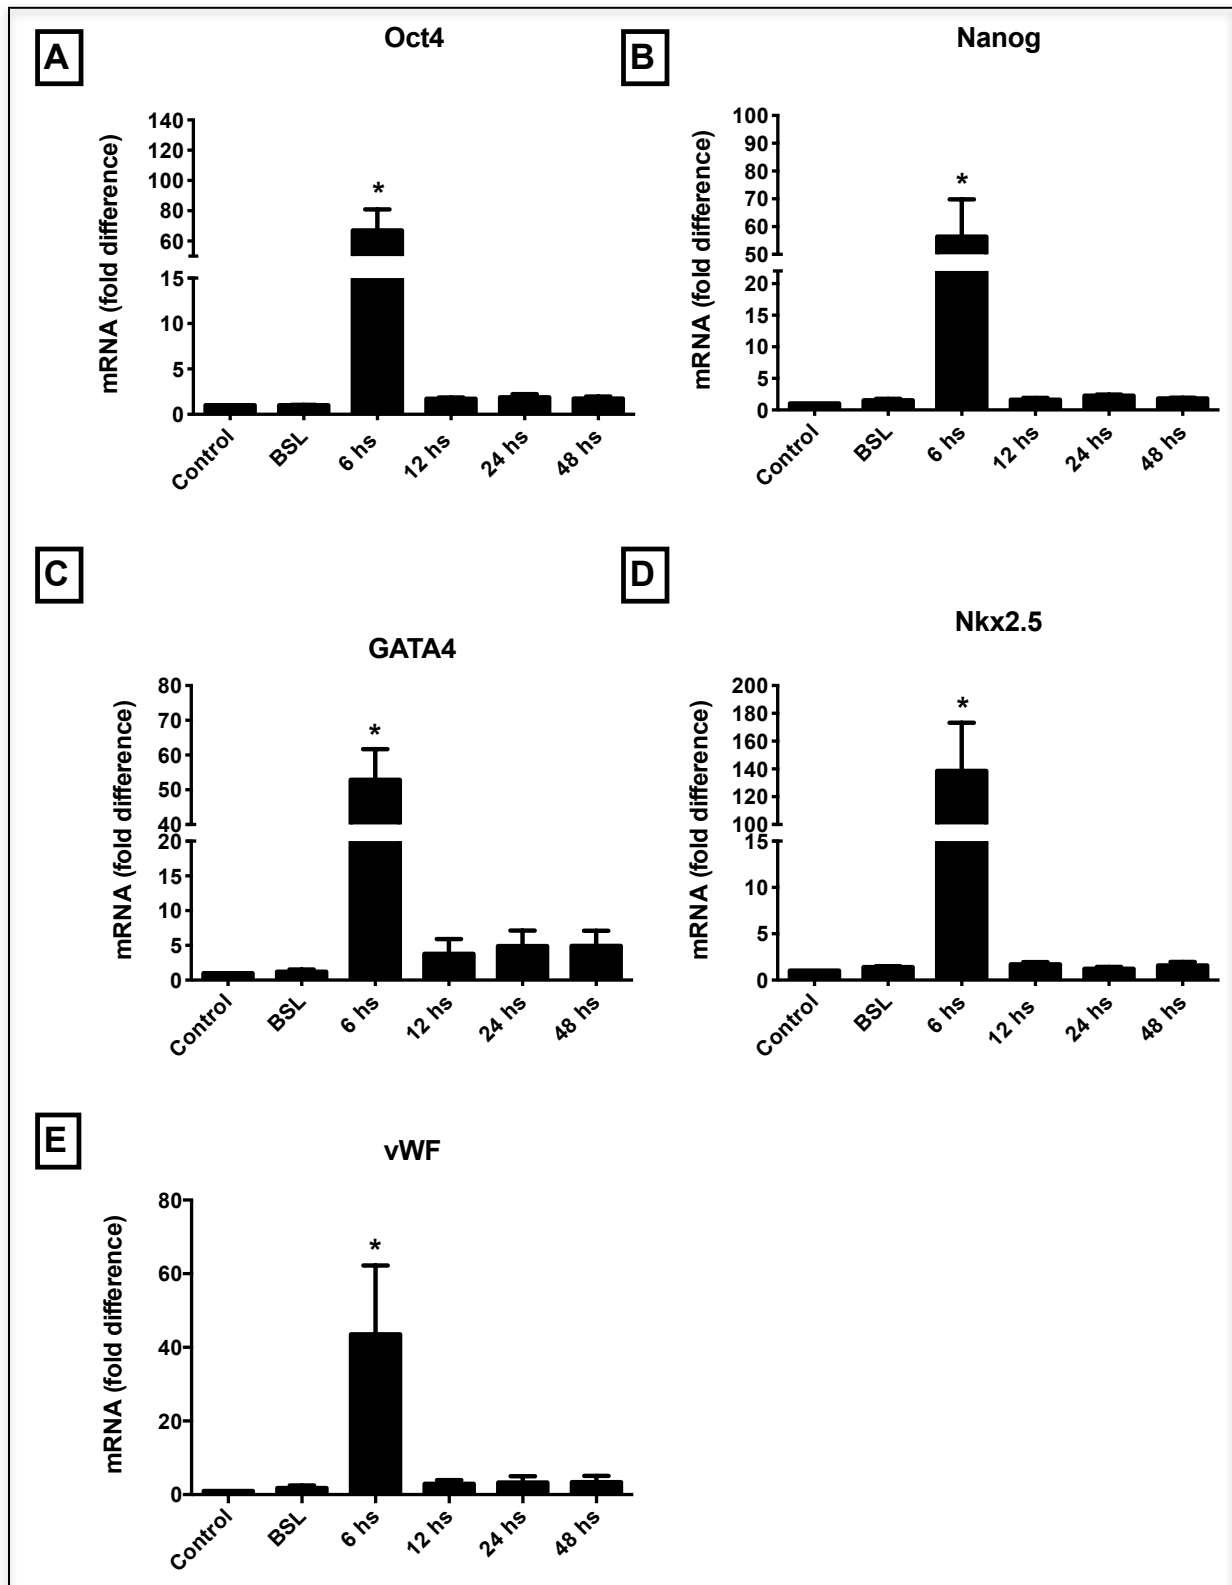 A
Oct4
mRNA (fold difference)
140
120
100
80
60
15
10
5
0
*
Control
BSL
6 hs
12 hs
24 hs
48 hs
B
Nanog
mRNA (fold difference)
100
90
80
70
60
50
20
15
10
5
0
*
Control
BSL
6 hs
12 hs
24 hs
48 hs
C
GATA4
mRNA (fold difference)
80
70
60
50
40
20
15
10
5
0
*
Control
BSL
6 hs
12 hs
24 hs
48 hs
D
Nkx2.5
mRNA (fold difference)
200
180
160
140
120
100
15
10
5
0
*
Control
BSL
6 hs
12 hs
24 hs
48 hs
E
vWF
mRNA (fold difference)
80
60
40
20
0
*
Control
BSL
6 hs
12 hs
24 hs
48 hs